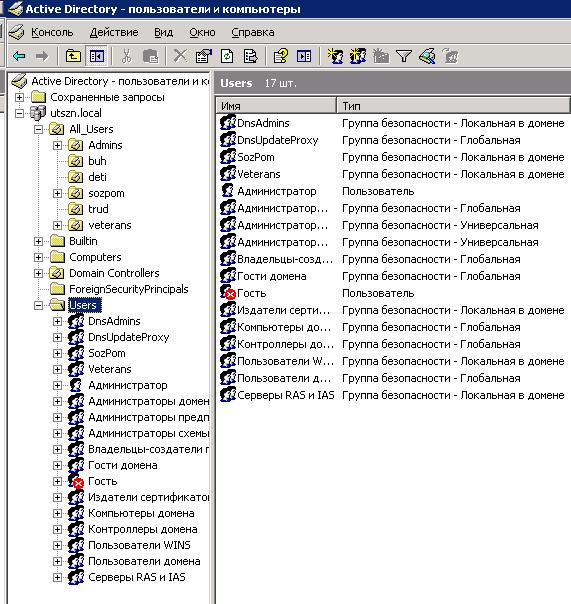 Active Directory - пользователи и компьютеры
Консоль Действие Вид Окно Справка
Active Directory - пользователи и ко
Сохраненные запросы
utszn.local
All_Users
Admins
buh
deti
sozpom
trud
veterans
Builtin
Computers
Domain Controllers
ForeignSecurityPrincipals
Users
DnsAdmins
DnsUpdateProxy
SozPom
Veterans
Администратор
Администраторы домен
Администраторы предп
Администраторы схемы
Владельцы-создатели г
Гости домена
Гость
Издатели сертификато
Компьютеры домена
Контроллеры домена
Пользователи WINS
Пользователи домена
Серверы RAS и IAS
Users 17 шт.
Имя Тип
DnsAdmins Группа безопасности - Локальная в домене
DnsUpdateProxy Группа безопасности - Глобальная
SozPom Группа безопасности - Локальная в домене
Veterans Группа безопасности - Локальная в домене
Администратор Пользователь
Администратор... Группа безопасности - Глобальная
Администратор... Группа безопасности - Универсальная
Администратор... Группа безопасности - Универсальная
Владельцы-созд... Группа безопасности - Глобальная
Гости домена Группа безопасности - Глобальная
Гость Пользователь
Издатели серти... Группа безопасности - Локальная в домене
Компьютеры до... Группа безопасности - Глобальная
Контроллеры до... Группа безопасности - Глобальная
Пользователи W... Группа безопасности - Локальная в домене
Пользователи д... Группа безопасности - Глобальная
Серверы RAS и IAS Группа безопасности - Локальная в домене